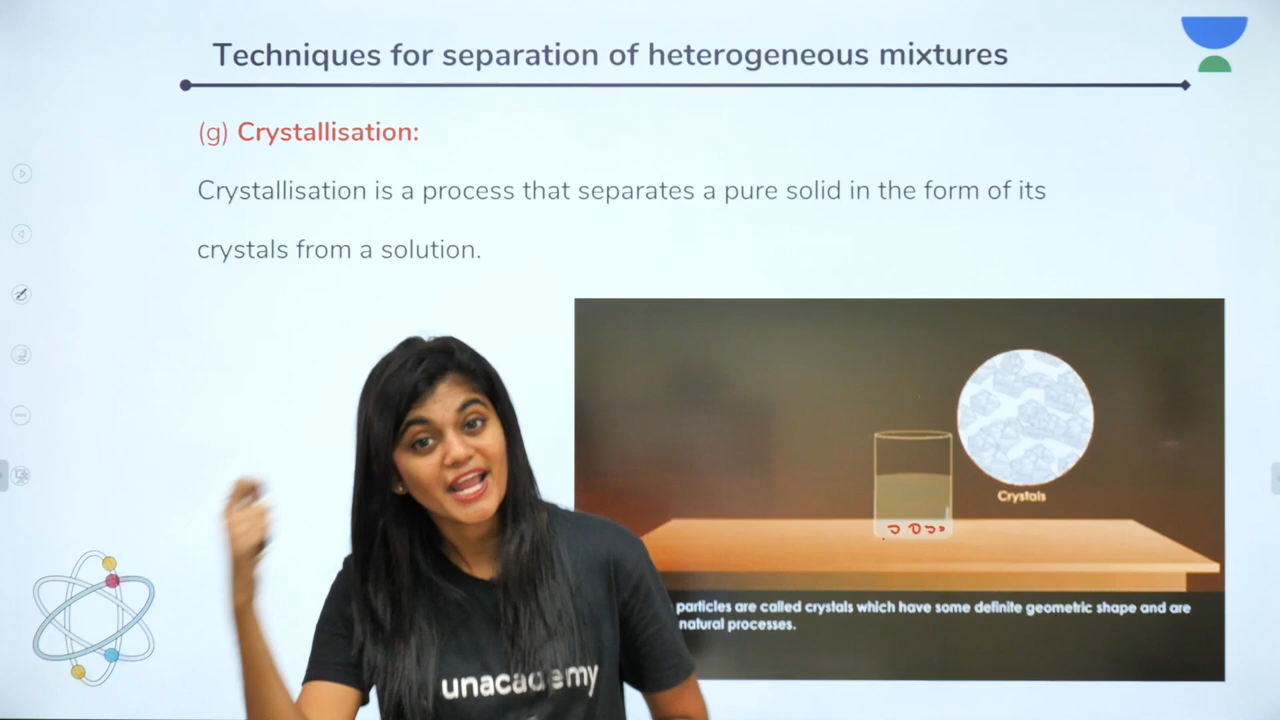 Techniques for separation of heterogeneous mixtures
(g) Crystallisation:
Crystallisation is a process that separates a pure solid in the form of its
crystals from a solution.
Crystals
particles are called crystals which have some definite geometric shape and are
natural processes.
unacademy